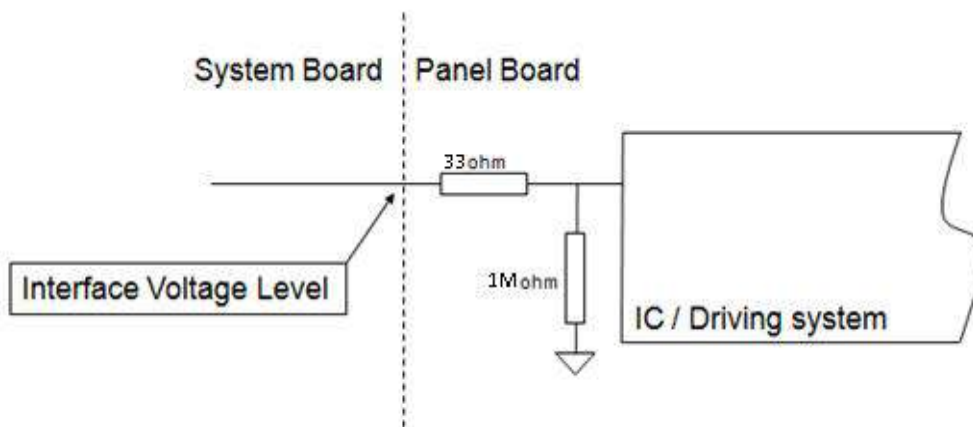 System Board
Panel Board
33ohm
Interface Voltage Level
1Mohm
IC / Driving system